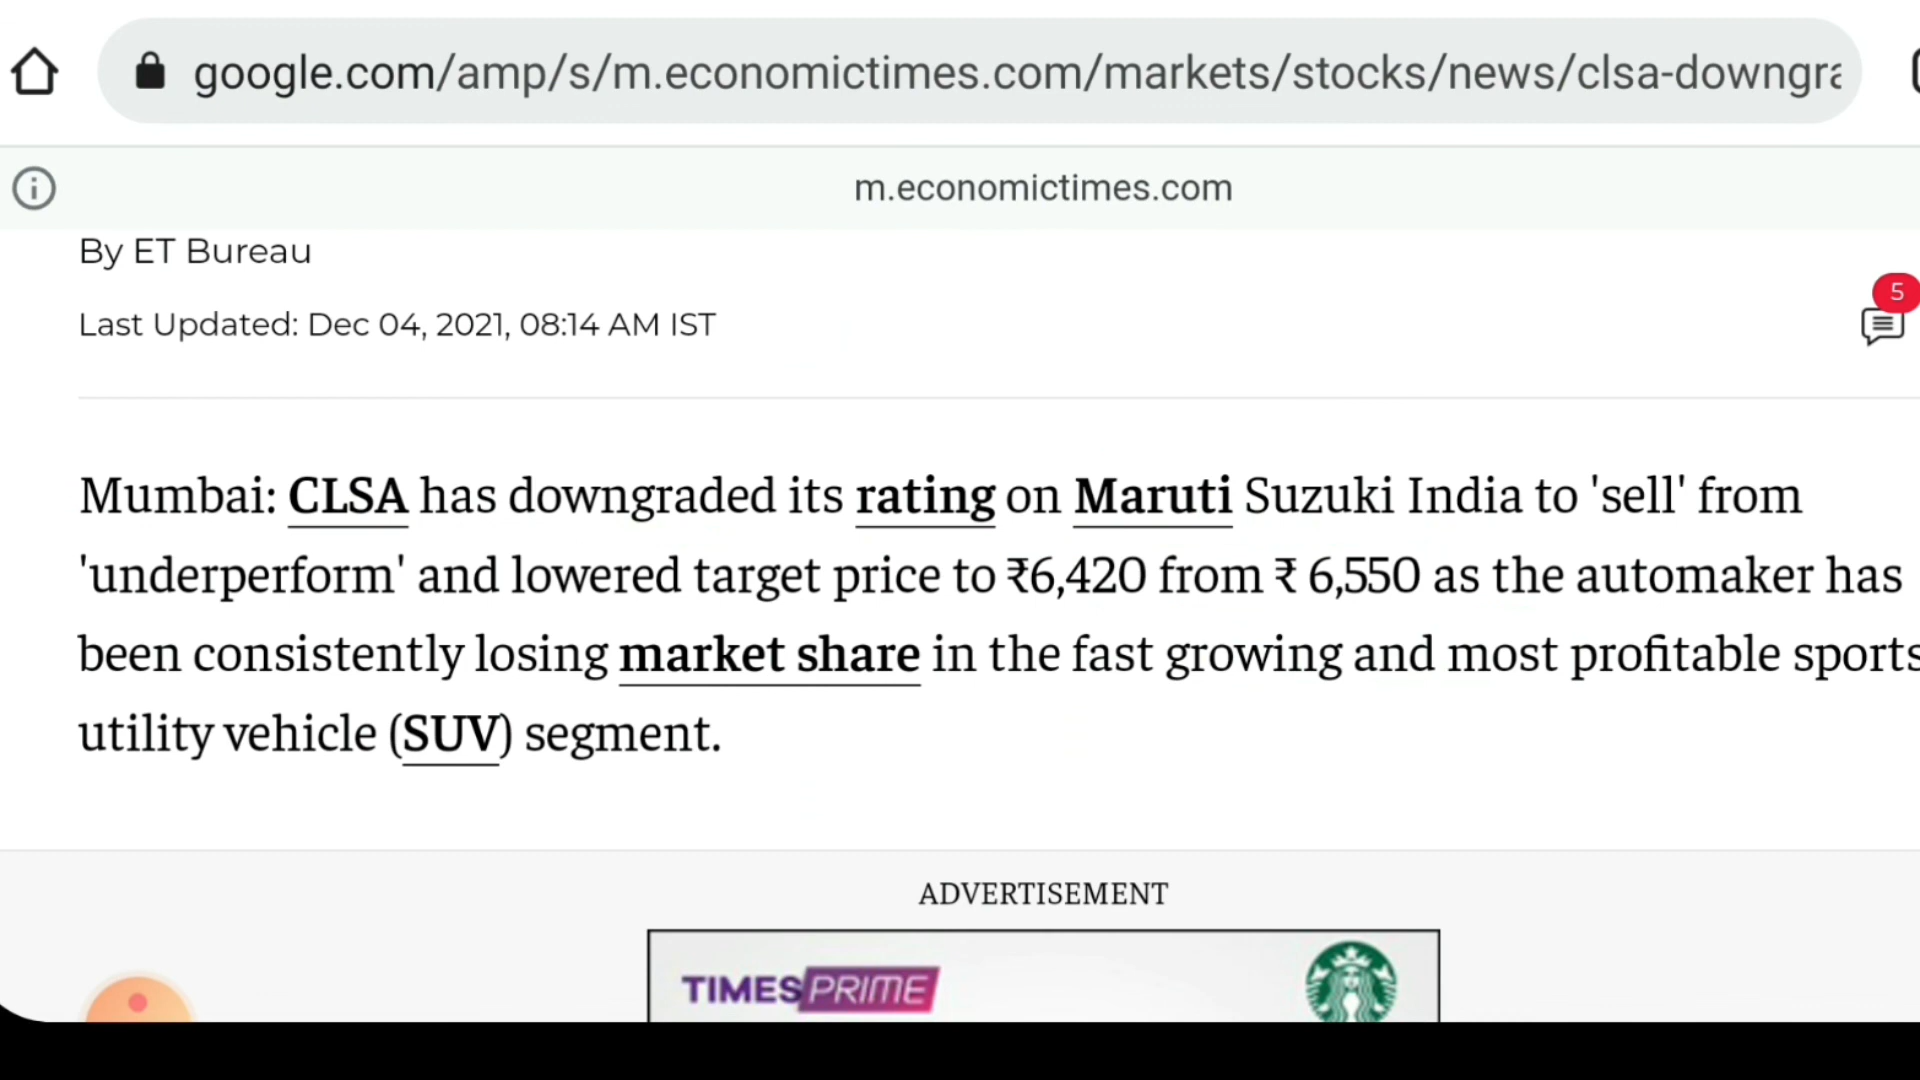 google.com/amp/s/m.economictimes.com/markets/stocks/news/clsa-downgra
m.economictimes.com
By ET Bureau
5
Last Updated: Dec 04, 2021, 08:14 AM IST
Mumbai: CLSA has downgraded its rating on Maruti Suzuki India to 'sell' from
'underperform' and lowered target price to ₹6,420 from ₹ 6,550 as the automaker has
been consistently losing market share in the fast growing and most profitable sports
utility vehicle (SUV) segment.
ADVERTISEMENT
TIMES PRIME